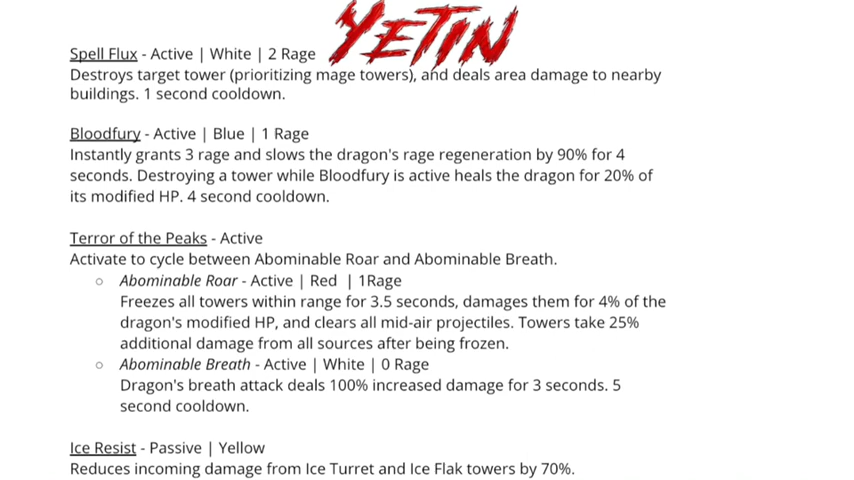 YETIN
Spell Flux - Active | White | 2 Rage
Destroys target tower (prioritizing mage towers), and deals area damage to nearby
buildings. 1 second cooldown.
Bloodfury - Active | Blue | 1 Rage
Instantly grants 3 rage and slows the dragon's rage regeneration by 90% for 4
seconds. Destroying a tower while Bloodfury is active heals the dragon for 20% of
its modified HP. 4 second cooldown.
Terror of the Peaks - Active
Activate to cycle between Abominable Roar and Abominable Breath.
○ Abominable Roar - Active | Red | 1Rage
Freezes all towers within range for 3.5 seconds, damages them for 4% of the
dragon's modified HP, and clears all mid-air projectiles. Towers take 25%
additional damage from all sources after being frozen.
○ Abominable Breath - Active | White | 0 Rage
Dragon's breath attack deals 100% increased damage for 3 seconds. 5
second cooldown.
Ice Resist - Passive | Yellow
Reduces incoming damage from Ice Turret and Ice Flak towers by 70%.